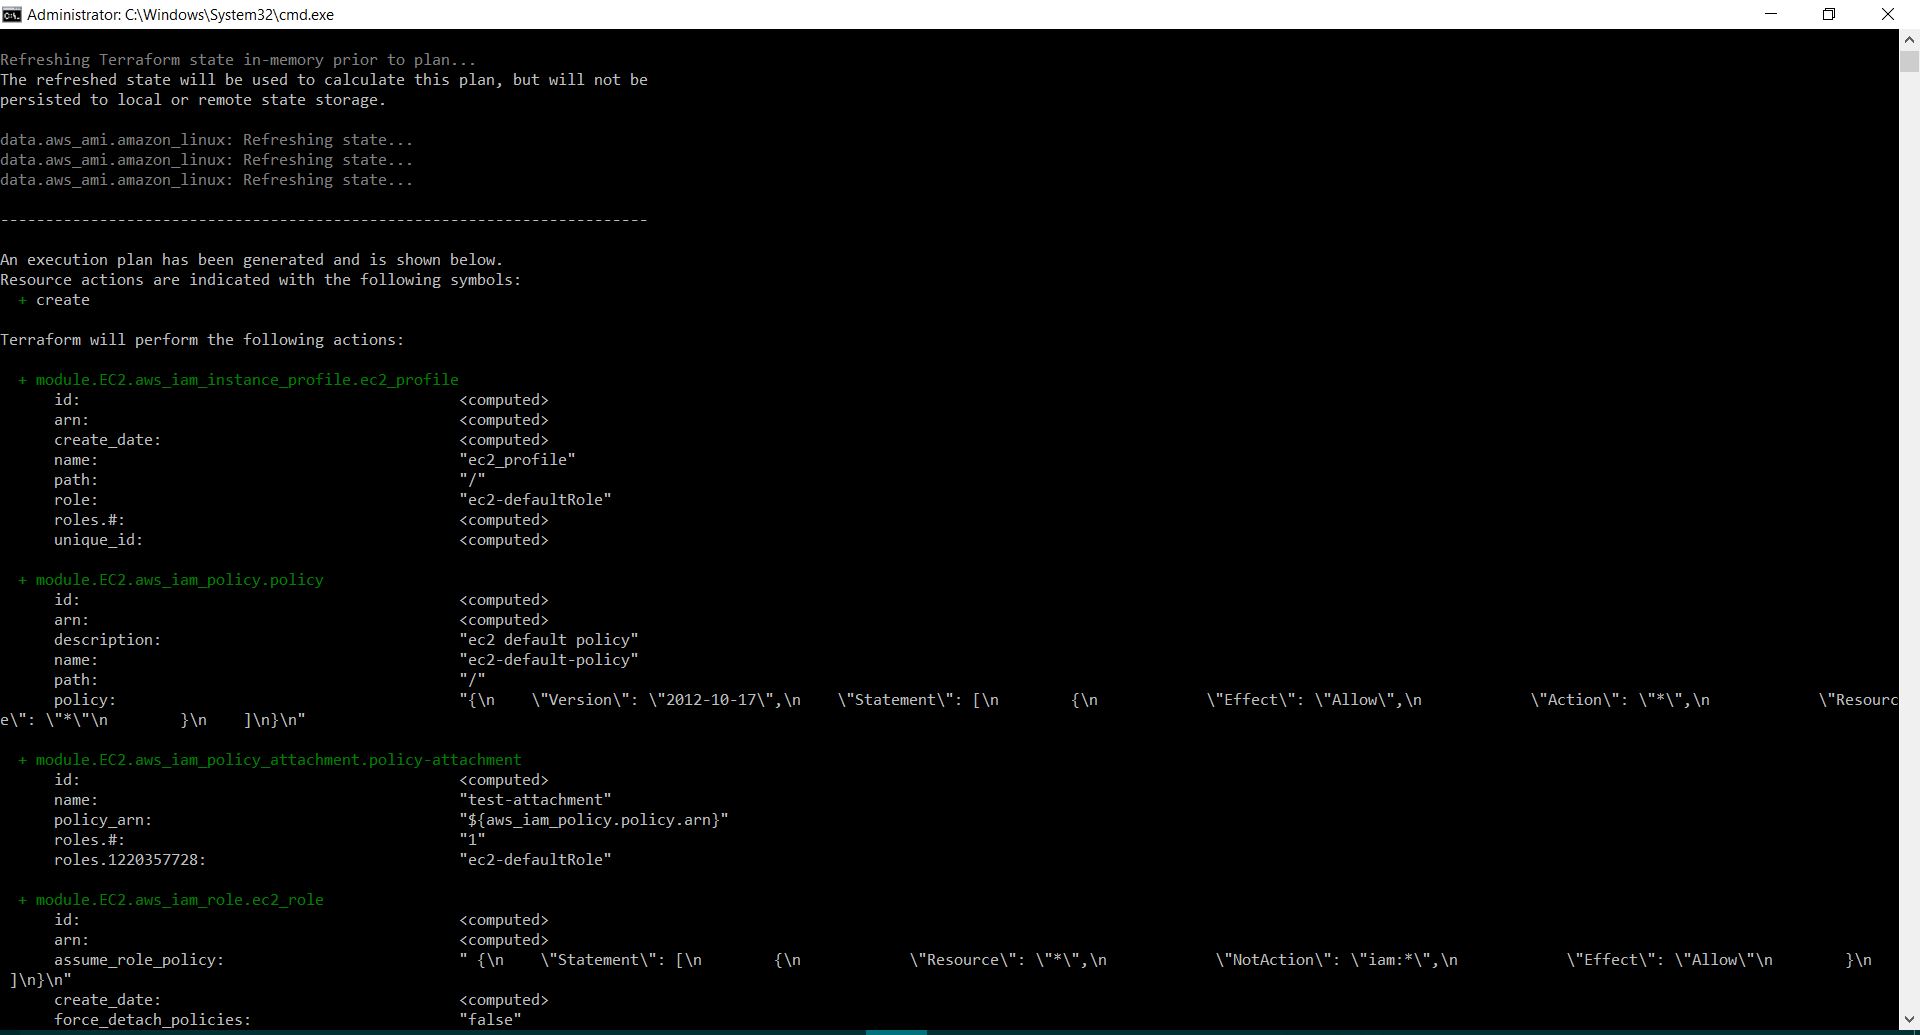 Administrator: C:\Windows\System32\cmd.exe
Refreshing Terraform state in-memory prior to plan...
The refreshed state will be used to calculate this plan, but will not be
persisted to local or remote state storage.
data.aws_ami.amazon_linux: Refreshing state...
data.aws_ami.amazon_linux: Refreshing state...
data.aws_ami.amazon_linux: Refreshing state...
------------------------------------------------------------------------
An execution plan has been generated and is shown below.
Resource actions are indicated with the following symbols:
  + create
Terraform will perform the following actions:
  + module.EC2.aws_iam_instance_profile.ec2_profile
      id:                                          <computed>
      arn:                                         <computed>
      create_date:                                 <computed>
      name:                                        "ec2_profile"
      path:                                        "/"
      role:                                        "ec2-defaultRole"
      roles.#:                                     <computed>
      unique_id:                                   <computed>
  + module.EC2.aws_iam_policy.policy
      id:                                          <computed>
      arn:                                         <computed>
      description:                                 "ec2 default policy"
      name:                                        "ec2-default-policy"
      path:                                        "/"
      policy:                                      "{\n    \"Version\": \"2012-10-17\",\n    \"Statement\": [\n        {\n            \"Effect\": \"Allow\",\n            \"Action\": \"*\",\n            \"Resourc
e\": \"*\"\n        }\n    ]\n}\n"
  + module.EC2.aws_iam_policy_attachment.policy-attachment
      id:                                          <computed>
      name:                                        "test-attachment"
      policy_arn:                                  "${aws_iam_policy.policy.arn}"
      roles.#:                                     "1"
      roles.1220357728:                            "ec2-defaultRole"
  + module.EC2.aws_iam_role.ec2_role
      id:                                          <computed>
      arn:                                         <computed>
      assume_role_policy:                          " {\n    \"Statement\": [\n        {\n            \"Resource\": \"*\",\n            \"NotAction\": \"iam:*\",\n            \"Effect\": \"Allow\"\n        }\n
 ]\n}\n"
      create_date:                                 <computed>
      force_detach_policies:                       "false"